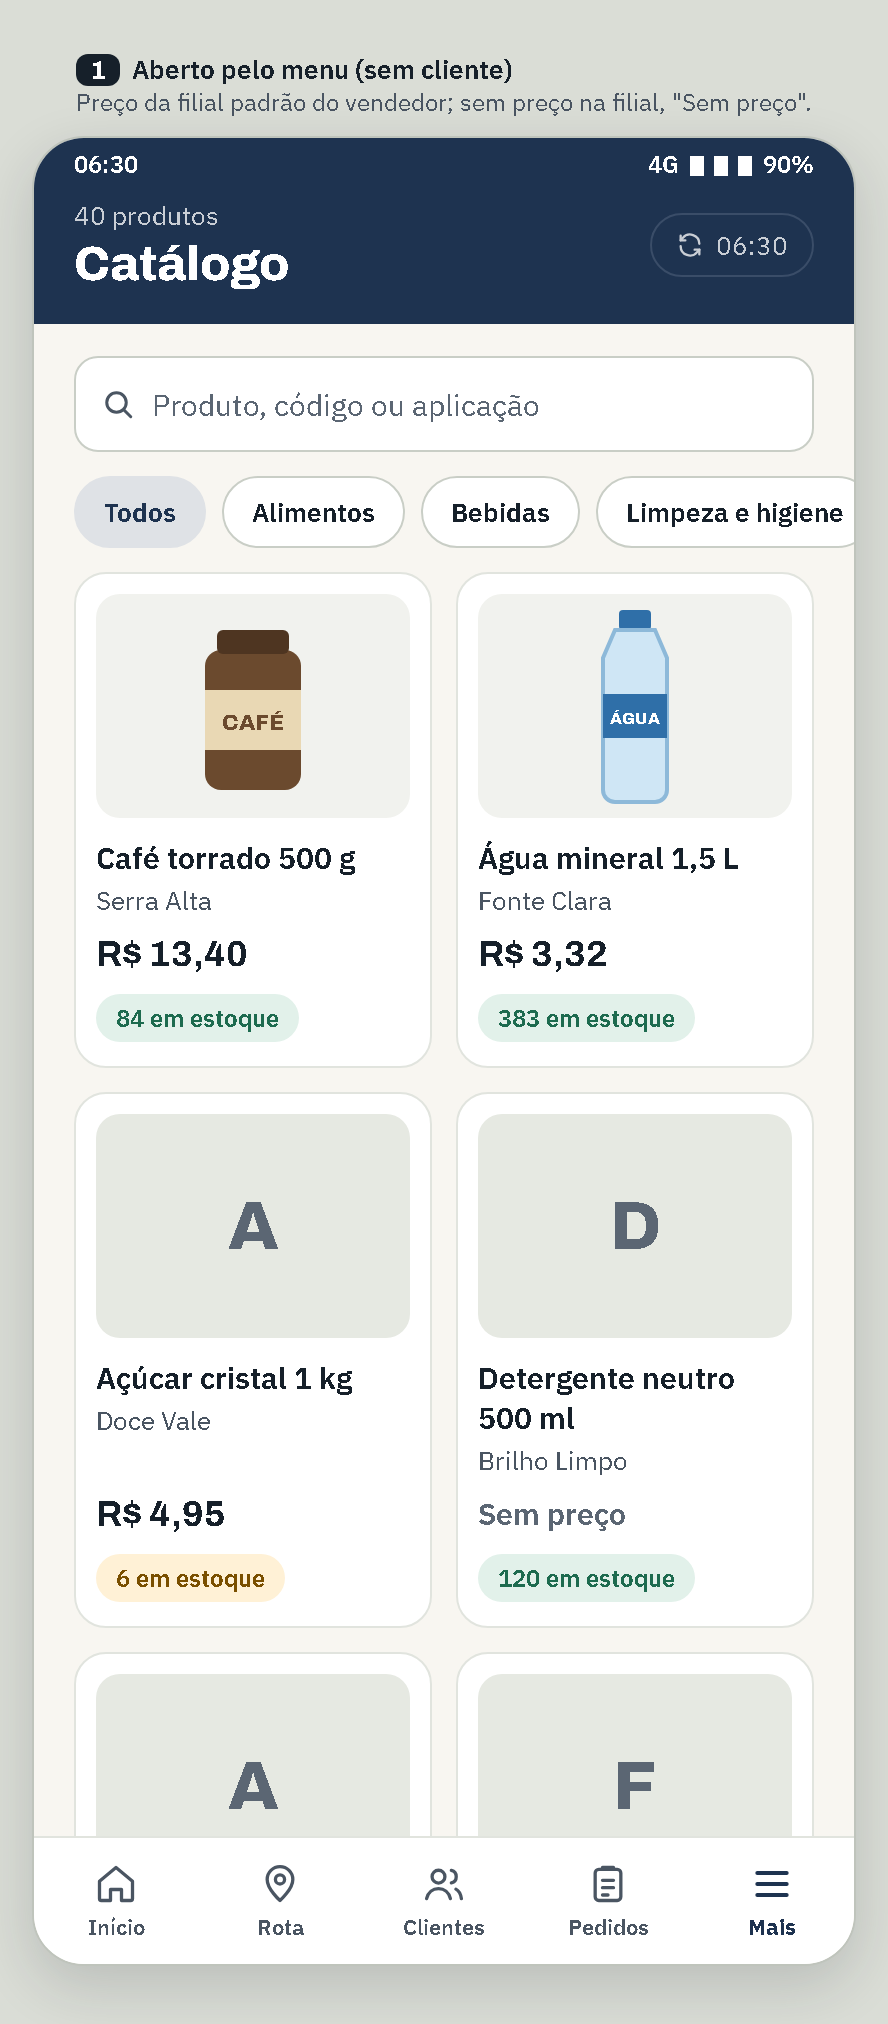 1 Aberto pelo menu (sem cliente)
Preço da filial padrão do vendedor; sem preço na filial, "Sem preço".
06:30
4G 90%
40 produtos
Catálogo
06:30
Produto, código ou aplicação
Todos
Alimentos
Bebidas
Limpeza e higiene
CAFÉ
ÁGUA
Café torrado 500 g
Serra Alta
R$ 13,40
84 em estoque
Água mineral 1,5 L
Fonte Clara
R$ 3,32
383 em estoque
A
Açúcar cristal 1 kg
Doce Vale
R$ 4,95
6 em estoque
D
Detergente neutro
500 ml
Brilho Limpo
Sem preço
120 em estoque
A
F
Início
Rota
Clientes
Pedidos
Mais